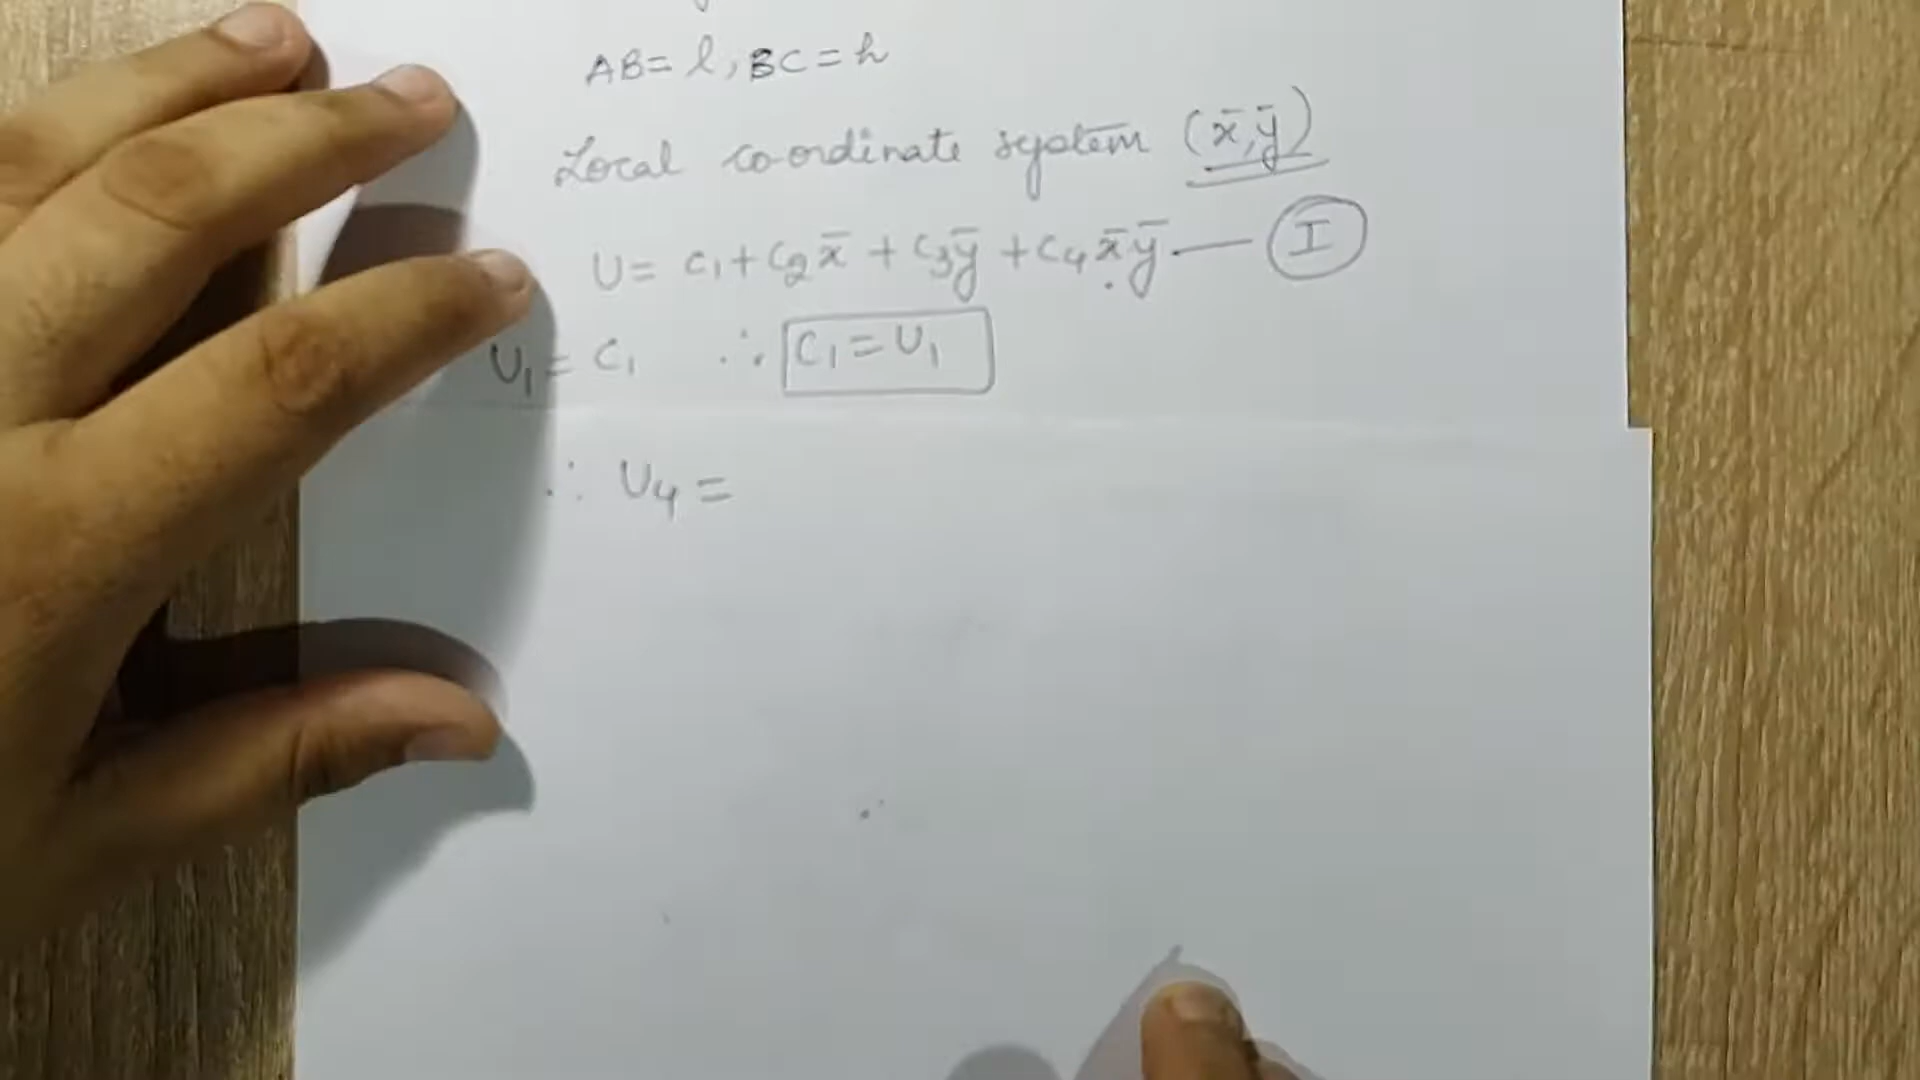 AB = l, BC = h
Local co-ordinate system (x̄, ȳ)
U = c₁ + c₂x̄ + c₃ȳ + c₄x̄ȳ — I
U₁ = c₁ ∴ C₁ = U₁
∴ U₄ =